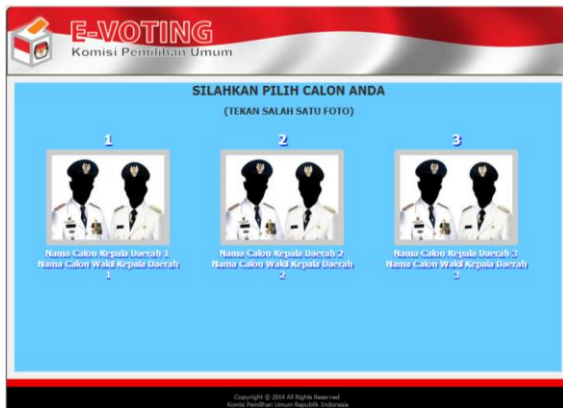 E-VOTING
Komisi Pemilihan Umum
SILAHKAN PILIH CALON ANDA
(TEKAN SALAH SATU FOTO)
1
2
3
Nama Calon Kepala Daerah 1
Nama Calon Wakil Kepala Daerah
1
Nama Calon Kepala Daerah 2
Nama Calon Wakil Kepala Daerah
2
Nama Calon Kepala Daerah 3
Nama Calon Wakil Kepala Daerah
3
Copyright © 2014 All Rights Reserved
Komisi Pemilihan Umum Republik Indonesia